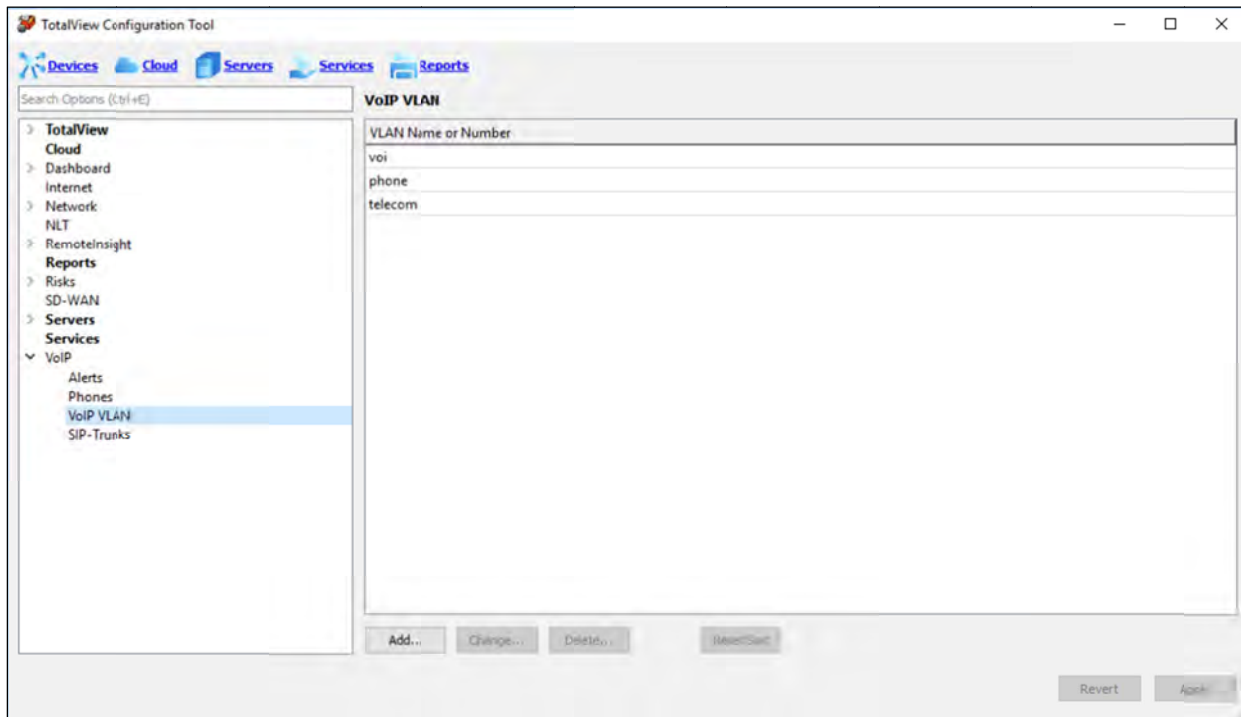 TotalView Configuration Tool
Devices Cloud Servers Services Reports
Search Options (Ctrl+E)
TotalView
Cloud
Dashboard
Internet
Network
NLT
RemoteInsight
Reports
Risks
SD-WAN
Servers
Services
VoIP
Alerts
Phones
VoIP VLAN
SIP-Trunks
VoIP VLAN
VLAN Name or Number
voi
phone
telecom
Add... Change... Delete... Reset Sort
Revert Apply